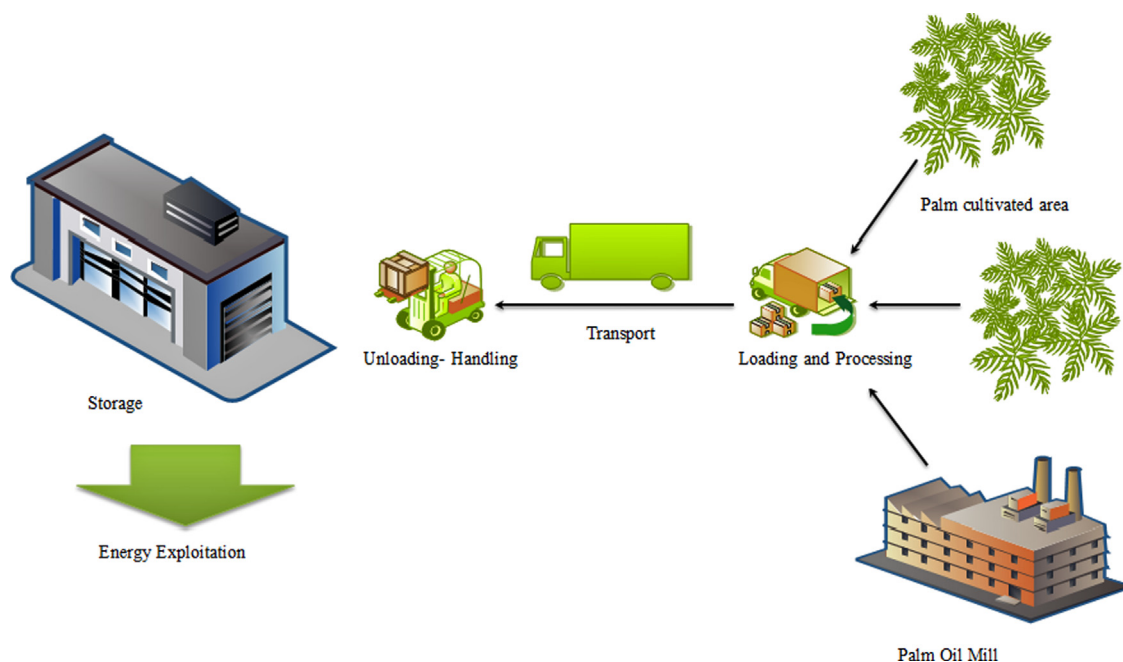 Palm cultivated area
Transport
Unloading- Handling
Loading and Processing
Storage
Energy Exploitation
Palm Oil Mill